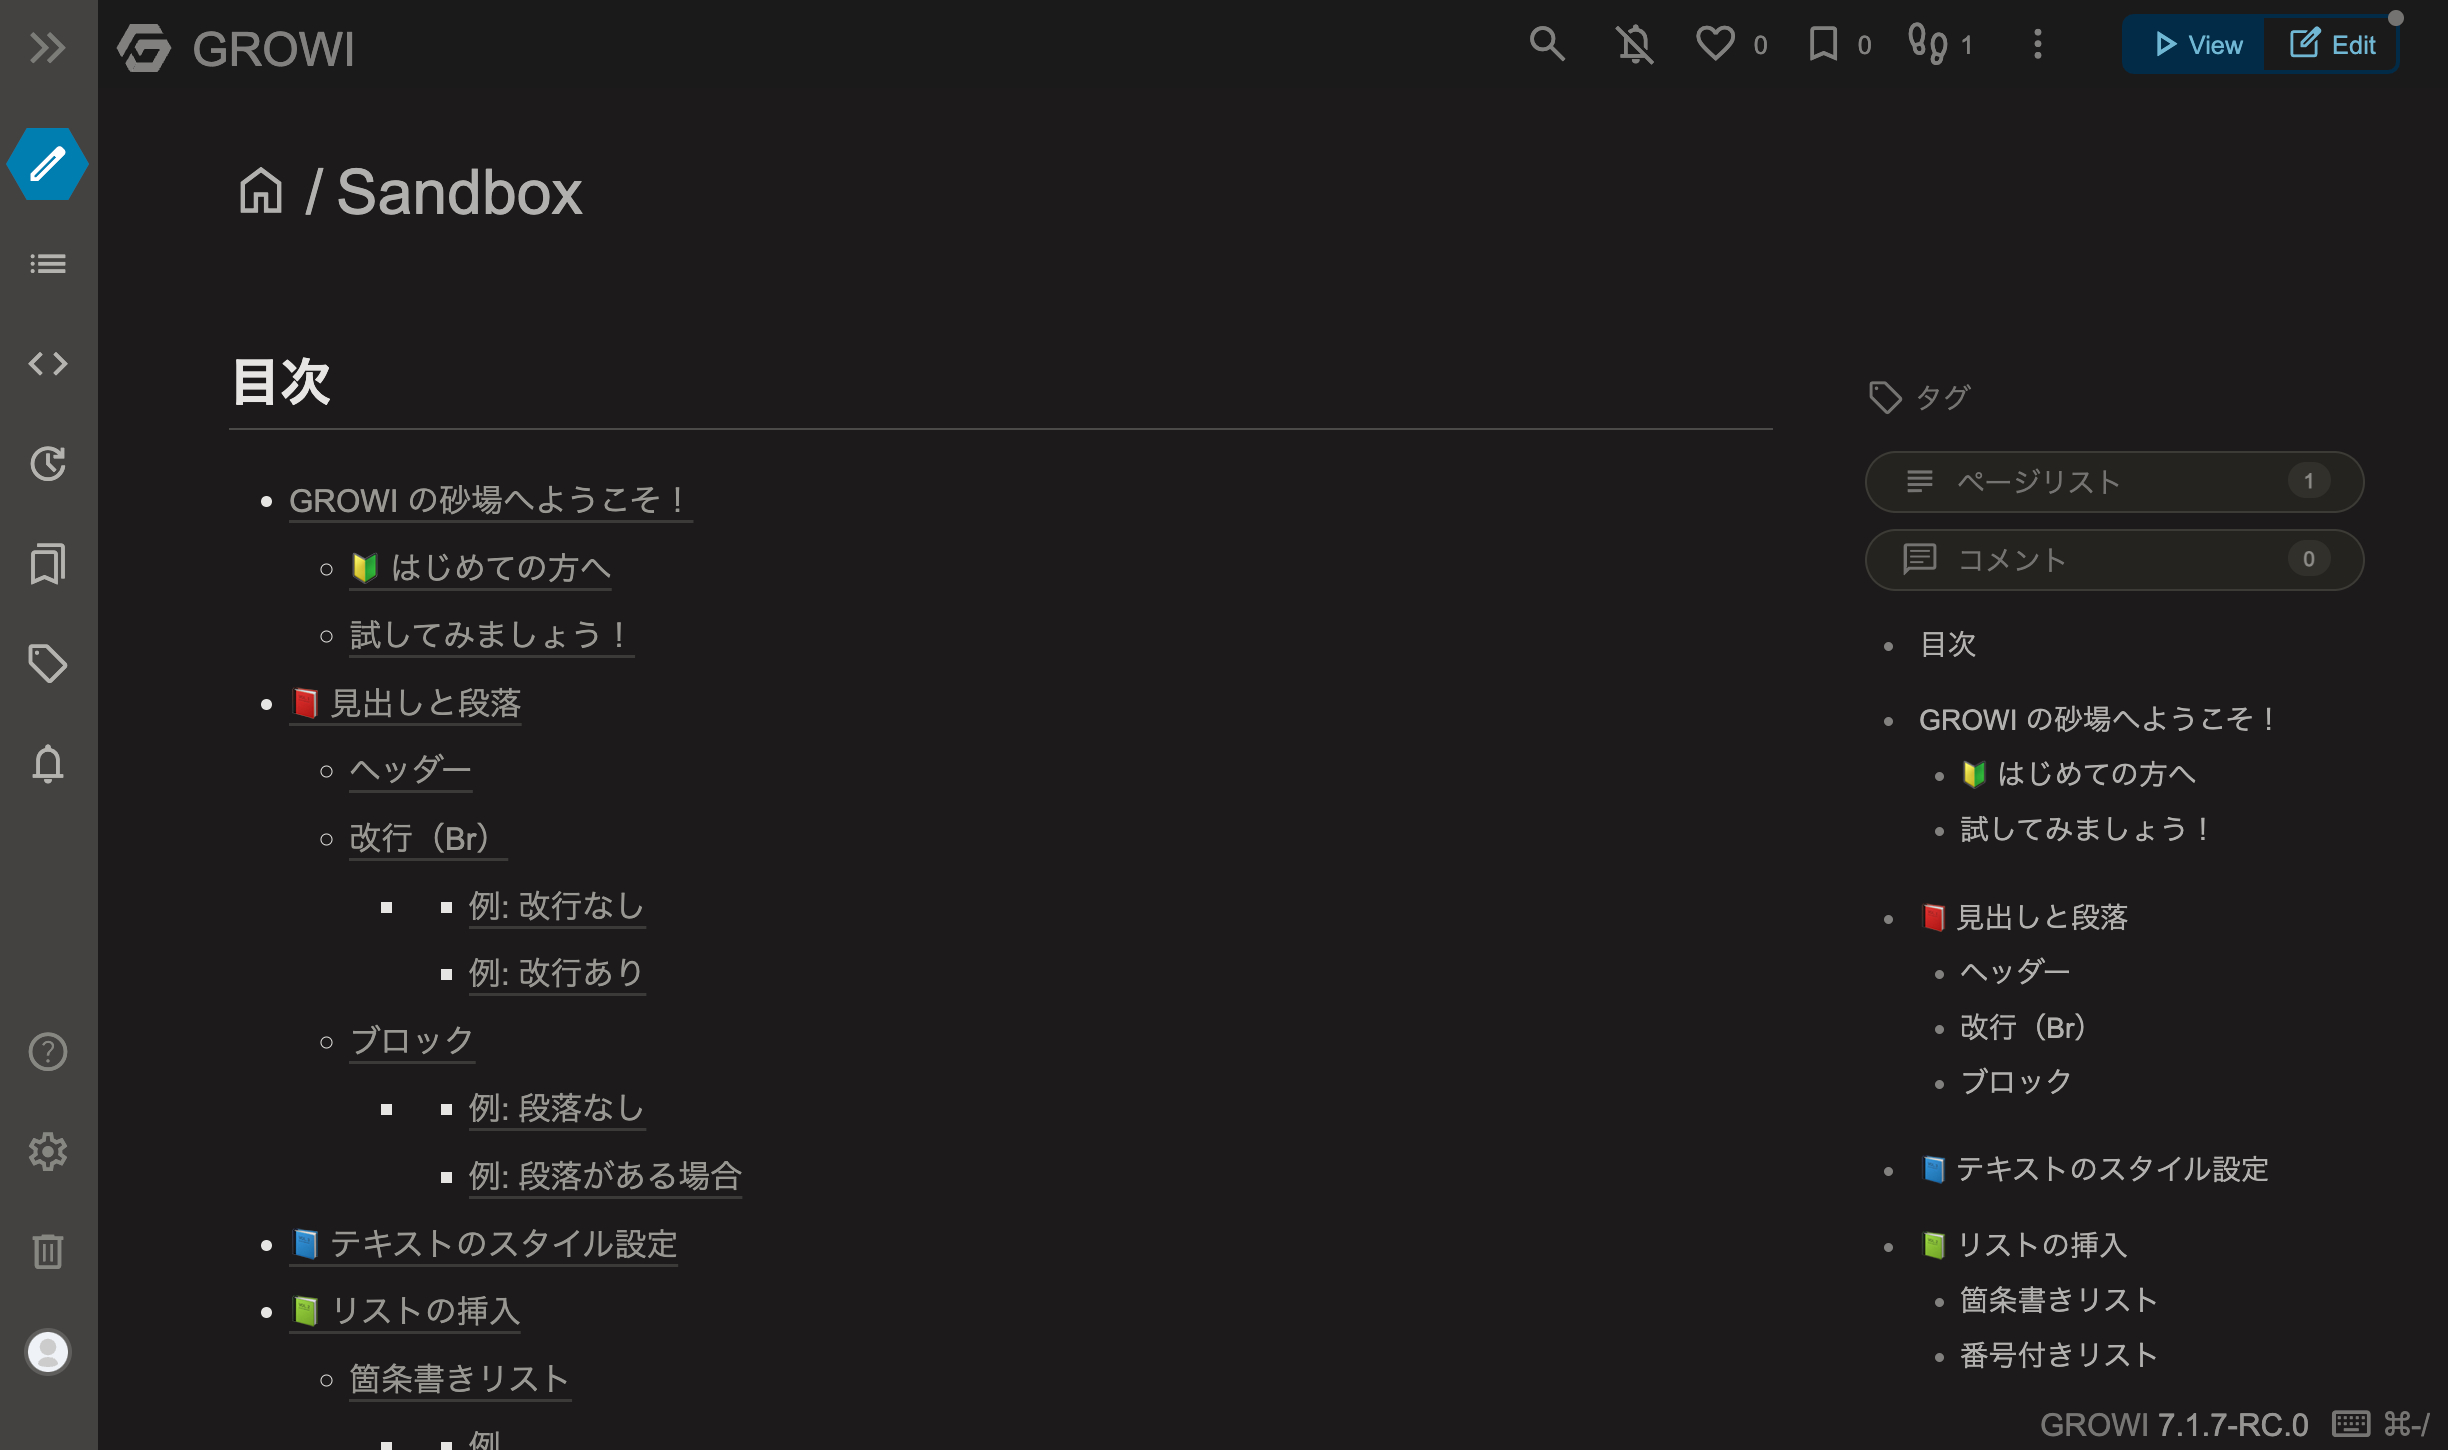 GROWI
0
0
1
View
Edit
/ Sandbox
目次
GROWI の砂場へようこそ！
🔰 はじめての方へ
試してみましょう！
📕 見出しと段落
ヘッダー
改行（Br）
例: 改行なし
例: 改行あり
ブロック
例: 段落なし
例: 段落がある場合
📘 テキストのスタイル設定
📗 リストの挿入
箇条書きリスト
例
タグ
ページリスト 1
コメント 0
目次
GROWI の砂場へようこそ！
🔰 はじめての方へ
試してみましょう！
📕 見出しと段落
ヘッダー
改行（Br）
ブロック
📘 テキストのスタイル設定
📗 リストの挿入
箇条書きリスト
番号付きリスト
GROWI 7.1.7-RC.0 ⌘-/